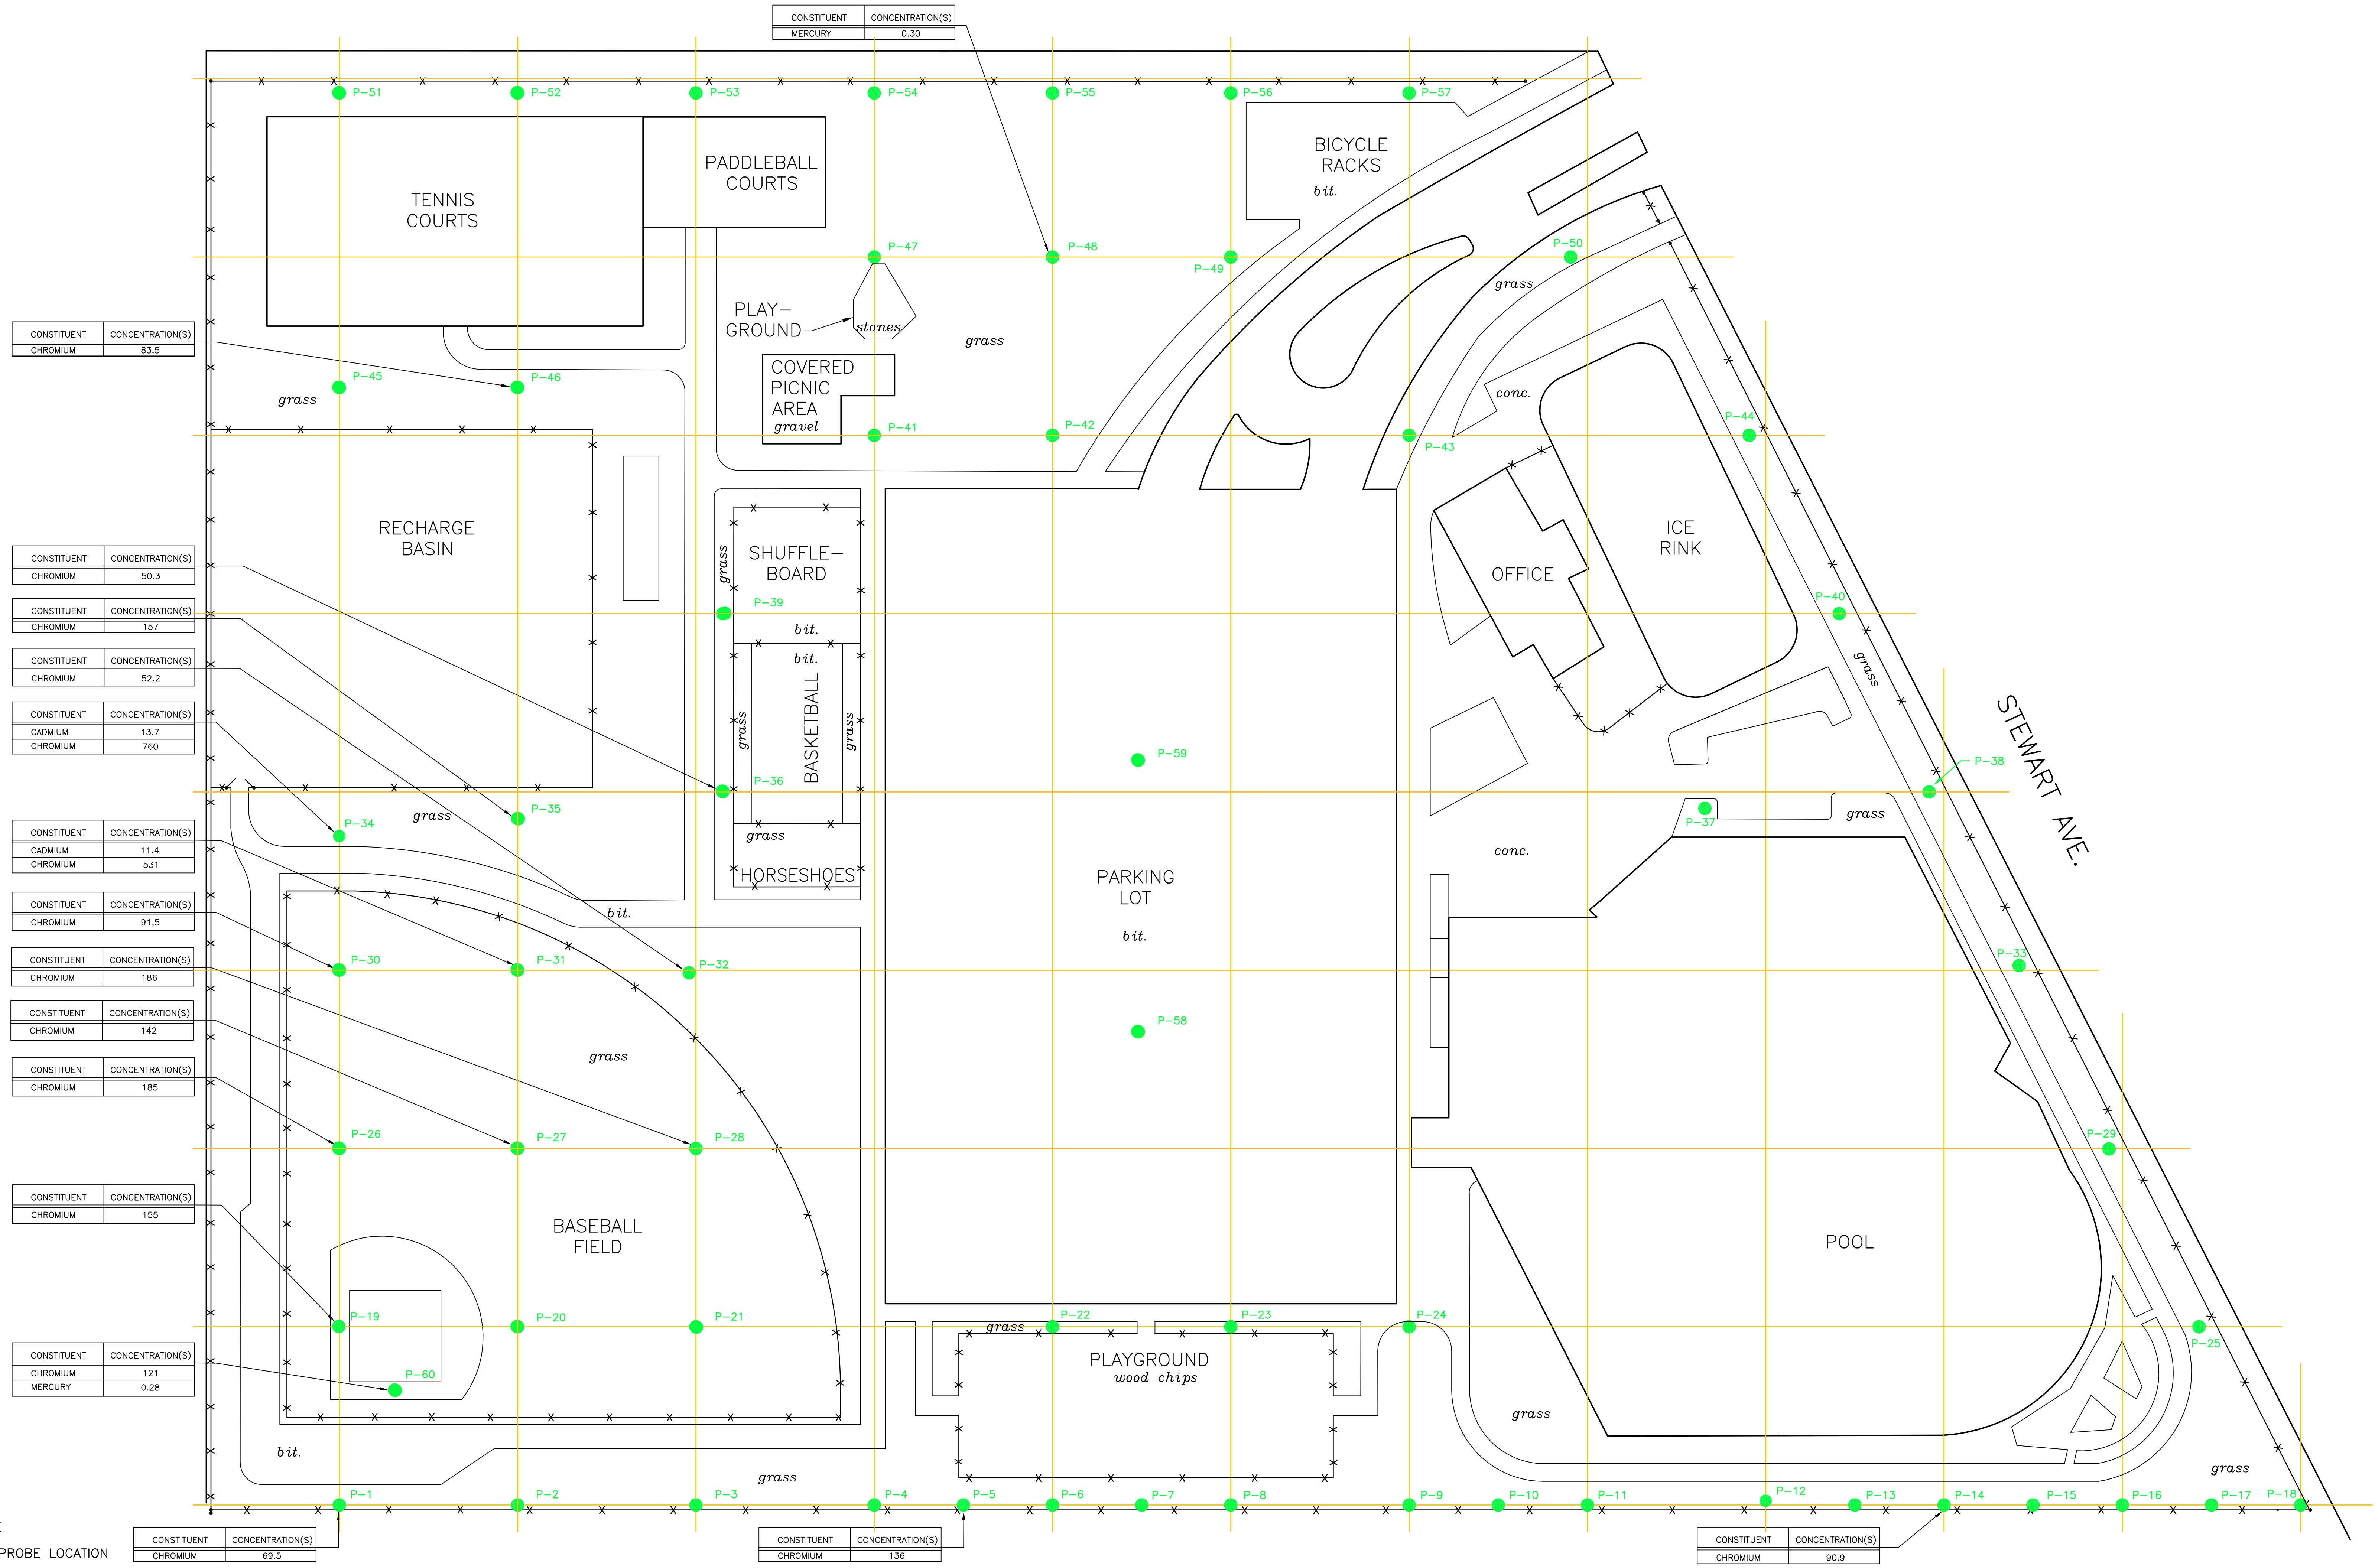 CONSTITUENT CONCENTRATION(S)
MERCURY 0.30
P-51 P-52 P-53 P-54 P-55 P-56 P-57
TENNIS
COURTS
PADDLEBALL
COURTS
BICYCLE
RACKS
bit.
P-47 P-48 P-49 P-50
grass
PLAY-
GROUND
stones
grass
CONSTITUENT CONCENTRATION(S)
CHROMIUM 83.5
P-45 P-46
grass
COVERED
PICNIC
AREA
gravel
conc.
P-41 P-42 P-43 P-44
RECHARGE
BASIN
grass
SHUFFLE-
BOARD
bit.
OFFICE
ICE
RINK
CONSTITUENT CONCENTRATION(S)
CHROMIUM 50.3
CONSTITUENT CONCENTRATION(S)
CHROMIUM 157
P-39 P-40
CONSTITUENT CONCENTRATION(S)
CHROMIUM 52.2
bit.
grass
BASKETBALL
grass
grass
STEWART AVE.
CONSTITUENT CONCENTRATION(S)
CADMIUM 13.7
CHROMIUM 760
P-59
P-38
P-36
P-34 P-35 P-37
grass
grass
grass
CONSTITUENT CONCENTRATION(S)
CADMIUM 11.4
CHROMIUM 531
HORSESHOES
PARKING
LOT
bit.
conc.
CONSTITUENT CONCENTRATION(S)
CHROMIUM 91.5
bit.
P-30 P-31 P-32 P-33
CONSTITUENT CONCENTRATION(S)
CHROMIUM 186
CONSTITUENT CONCENTRATION(S)
CHROMIUM 142
P-58
grass
CONSTITUENT CONCENTRATION(S)
CHROMIUM 185
P-26 P-27 P-28 P-29
CONSTITUENT CONCENTRATION(S)
CHROMIUM 155
BASEBALL
FIELD
POOL
P-19 P-20 P-21 P-22 P-23 P-24 P-25
grass
CONSTITUENT CONCENTRATION(S)
CHROMIUM 121
MERCURY 0.28
P-60
PLAYGROUND
wood chips
grass
bit.
grass
grass
P-1 P-2 P-3 P-4 P-5 P-6 P-7 P-8 P-9 P-10 P-11 P-12 P-13 P-14 P-15 P-16 P-17 P-18
PROBE LOCATION
CONSTITUENT CONCENTRATION(S)
CHROMIUM 69.5
CONSTITUENT CONCENTRATION(S)
CHROMIUM 136
CONSTITUENT CONCENTRATION(S)
CHROMIUM 90.9